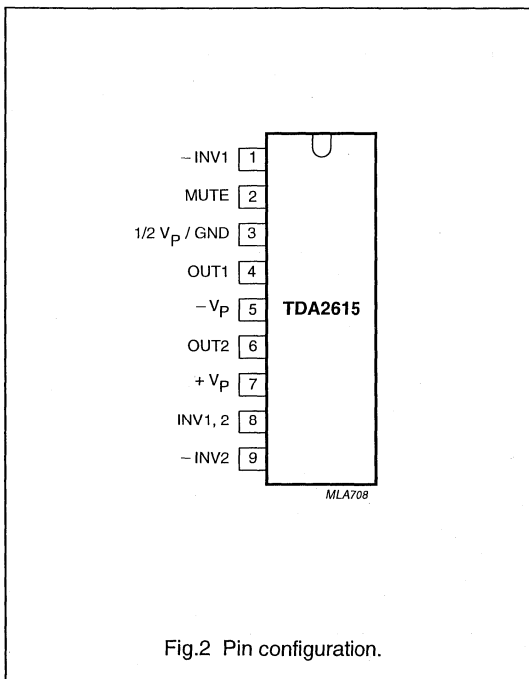 – INV1 1
MUTE 2
1/2 VP / GND 3
OUT1 4
– VP 5
TDA2615
OUT2 6
+ VP 7
INV1, 2 8
– INV2 9
MLA708
Fig.2 Pin configuration.